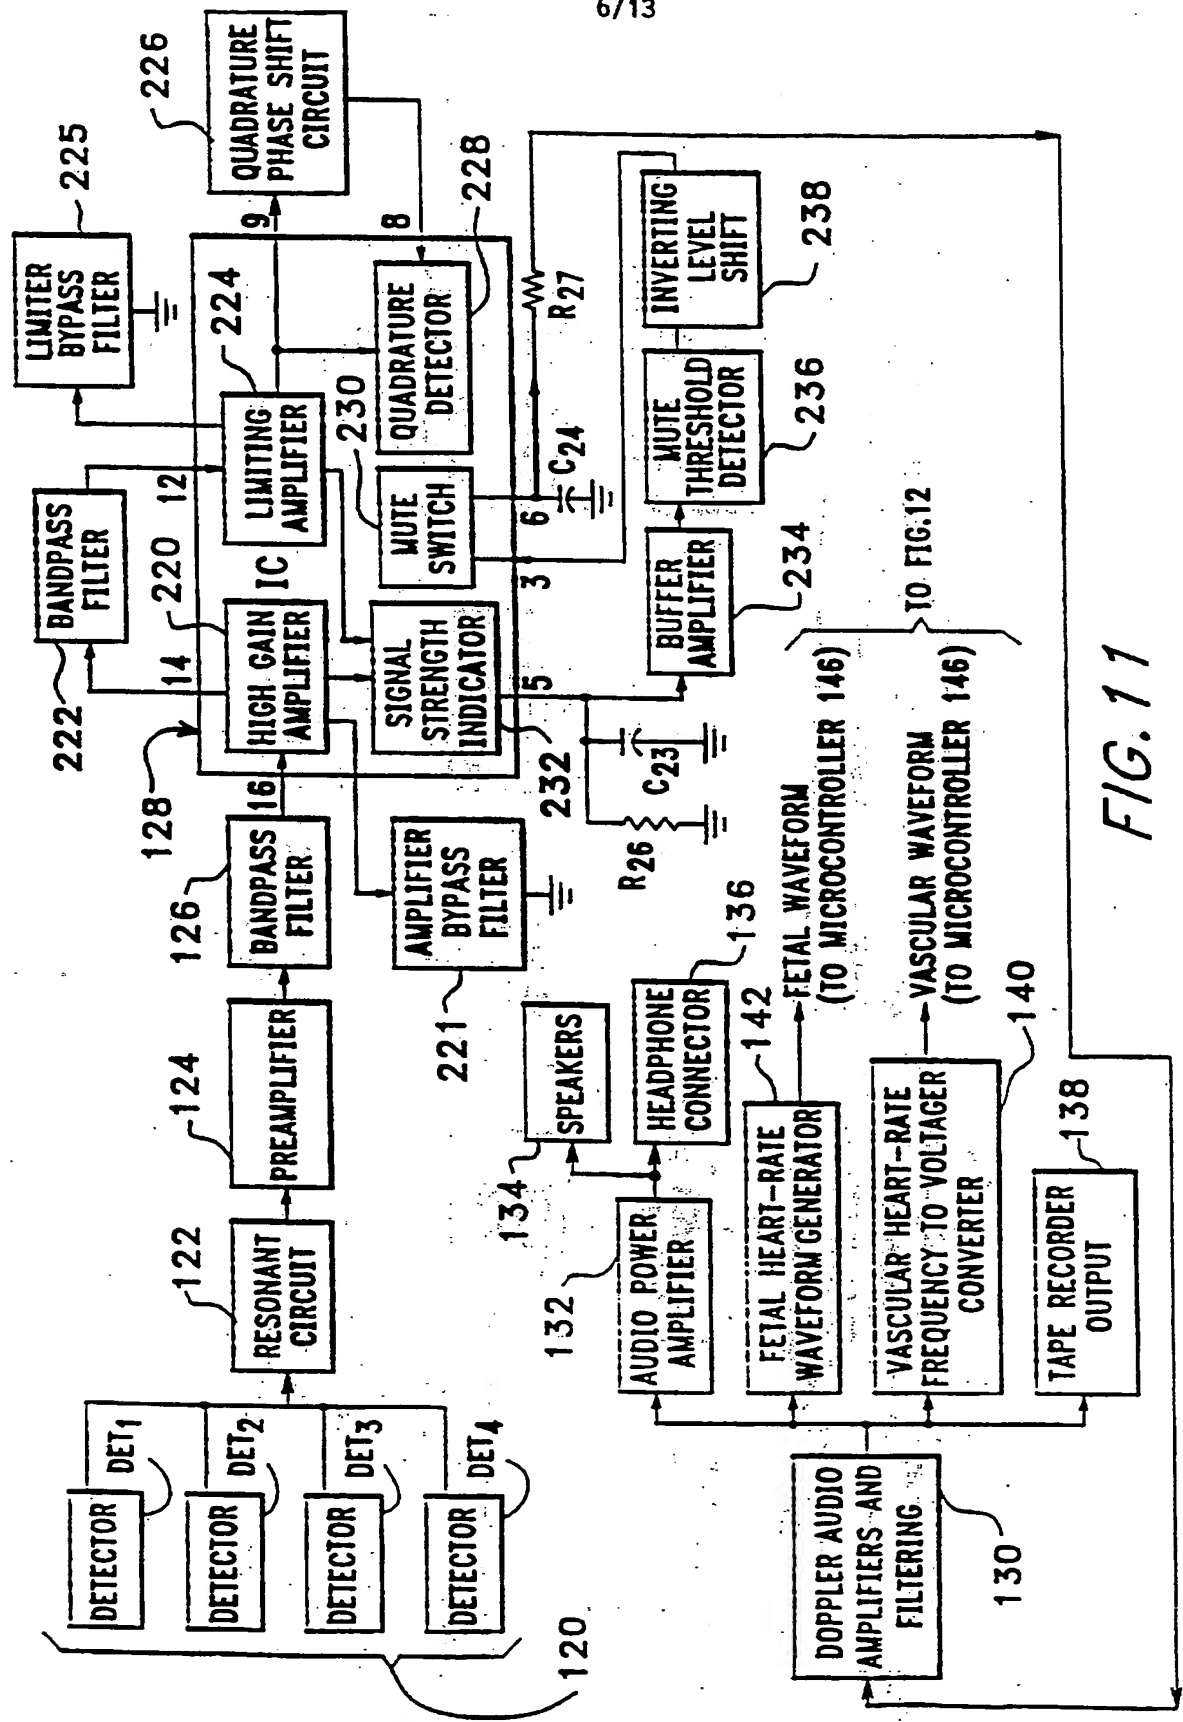 6/13
DETECTOR
DET1
DETECTOR
DET2
DETECTOR
DET3
DETECTOR
DET4
120
RESONANT
CIRCUIT
122
PREAMPLIFIER
124
BANDPASS
FILTER
126
16
128
HIGH GAIN
AMPLIFIER
220
IC
14
BANDPASS
FILTER
222
12
LIMITING
AMPLIFIER
224
LIMITER
BYPASS
FILTER
225
9
QUADRATURE
PHASE SHIFT
CIRCUIT
226
8
QUADRATURE
DETECTOR
228
MUTE
SWITCH
230
SIGNAL
STRENGTH
INDICATOR
232
AMPLIFIER
BYPASS
FILTER
221
5
3
6
C24
R27
R26
C23
BUFFER
AMPLIFIER
234
MUTE
THRESHOLD
DETECTOR
236
INVERTING
LEVEL
SHIFT
238
DOPPLER AUDIO
AMPLIFIERS AND
FILTERING
130
AUDIO POWER
AMPLIFIER
132
SPEAKERS
134
HEADPHONE
CONNECTOR
136
FETAL HEART-RATE
WAVEFORM GENERATOR
142
FETAL WAVEFORM
(TO MICROCONTROLLER 146)
VASCULAR HEART-RATE
FREQUENCY TO VOLTAGER
CONVERTER
140
VASCULAR WAVEFORM
(TO MICROCONTROLLER 146)
TO FIG.12
TAPE RECORDER
OUTPUT
138
FIG.11